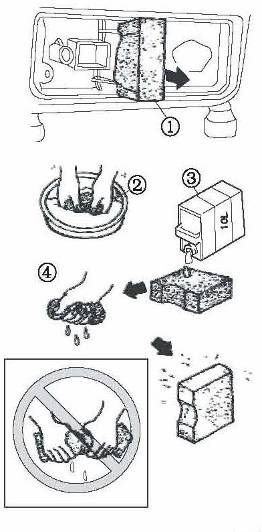 ①
②
③
10L
④